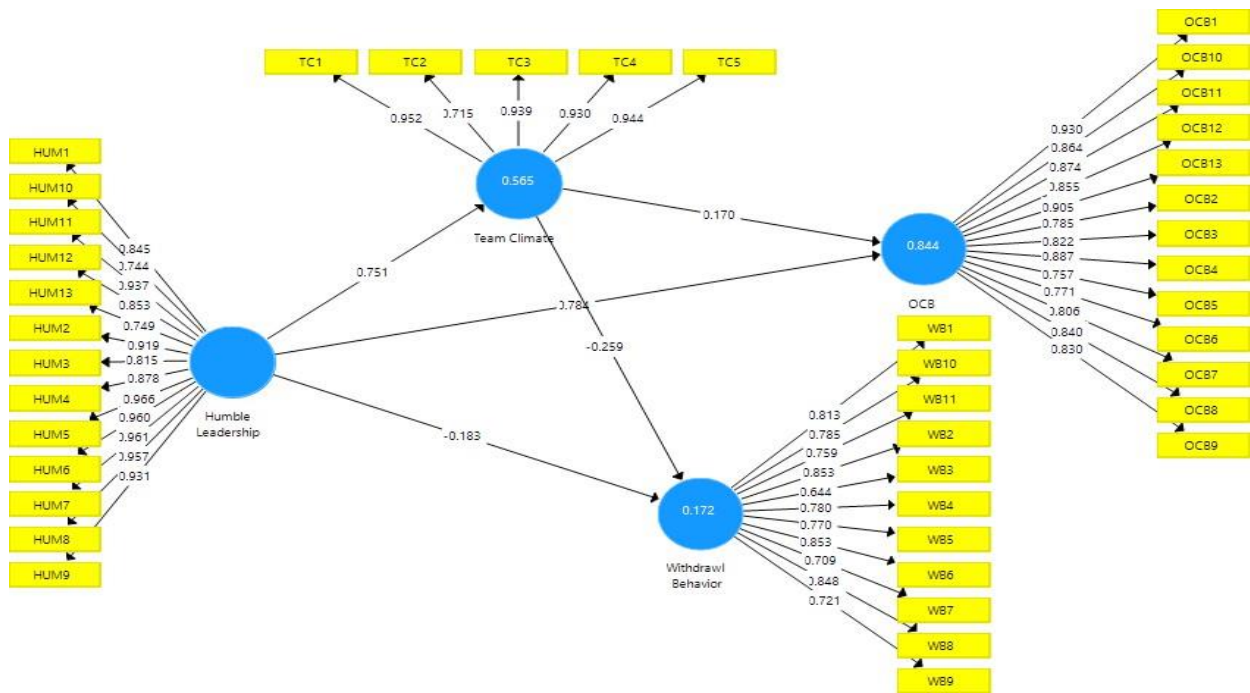 TC1
TC2
TC3
TC4
TC5
0.952
0.715
0.939
0.930
0.944
0.565
Team Climate
HUM1
HUM10
HUM11
HUM12
HUM13
HUM2
HUM3
HUM4
HUM5
HUM6
HUM7
HUM8
HUM9
0.845
0.744
0.937
0.853
0.749
0.919
0.815
0.878
0.966
0.960
0.961
0.957
0.931
Humble
Leadership
0.751
0.170
0.784
-0.259
-0.183
0.844
OCB
0.930
0.864
0.874
0.855
0.905
0.785
0.822
0.887
0.757
0.771
0.806
0.840
0.830
OCB1
OCB10
OCB11
OCB12
OCB13
OCB2
OCB3
OCB4
OCB5
OCB6
OCB7
OCB8
OCB9
0.172
Withdrawl
Behavior
0.813
0.785
0.759
0.853
0.644
0.780
0.770
0.853
0.709
0.848
0.721
WB1
WB10
WB11
WB2
WB3
WB4
WB5
WB6
WB7
WB8
WB9